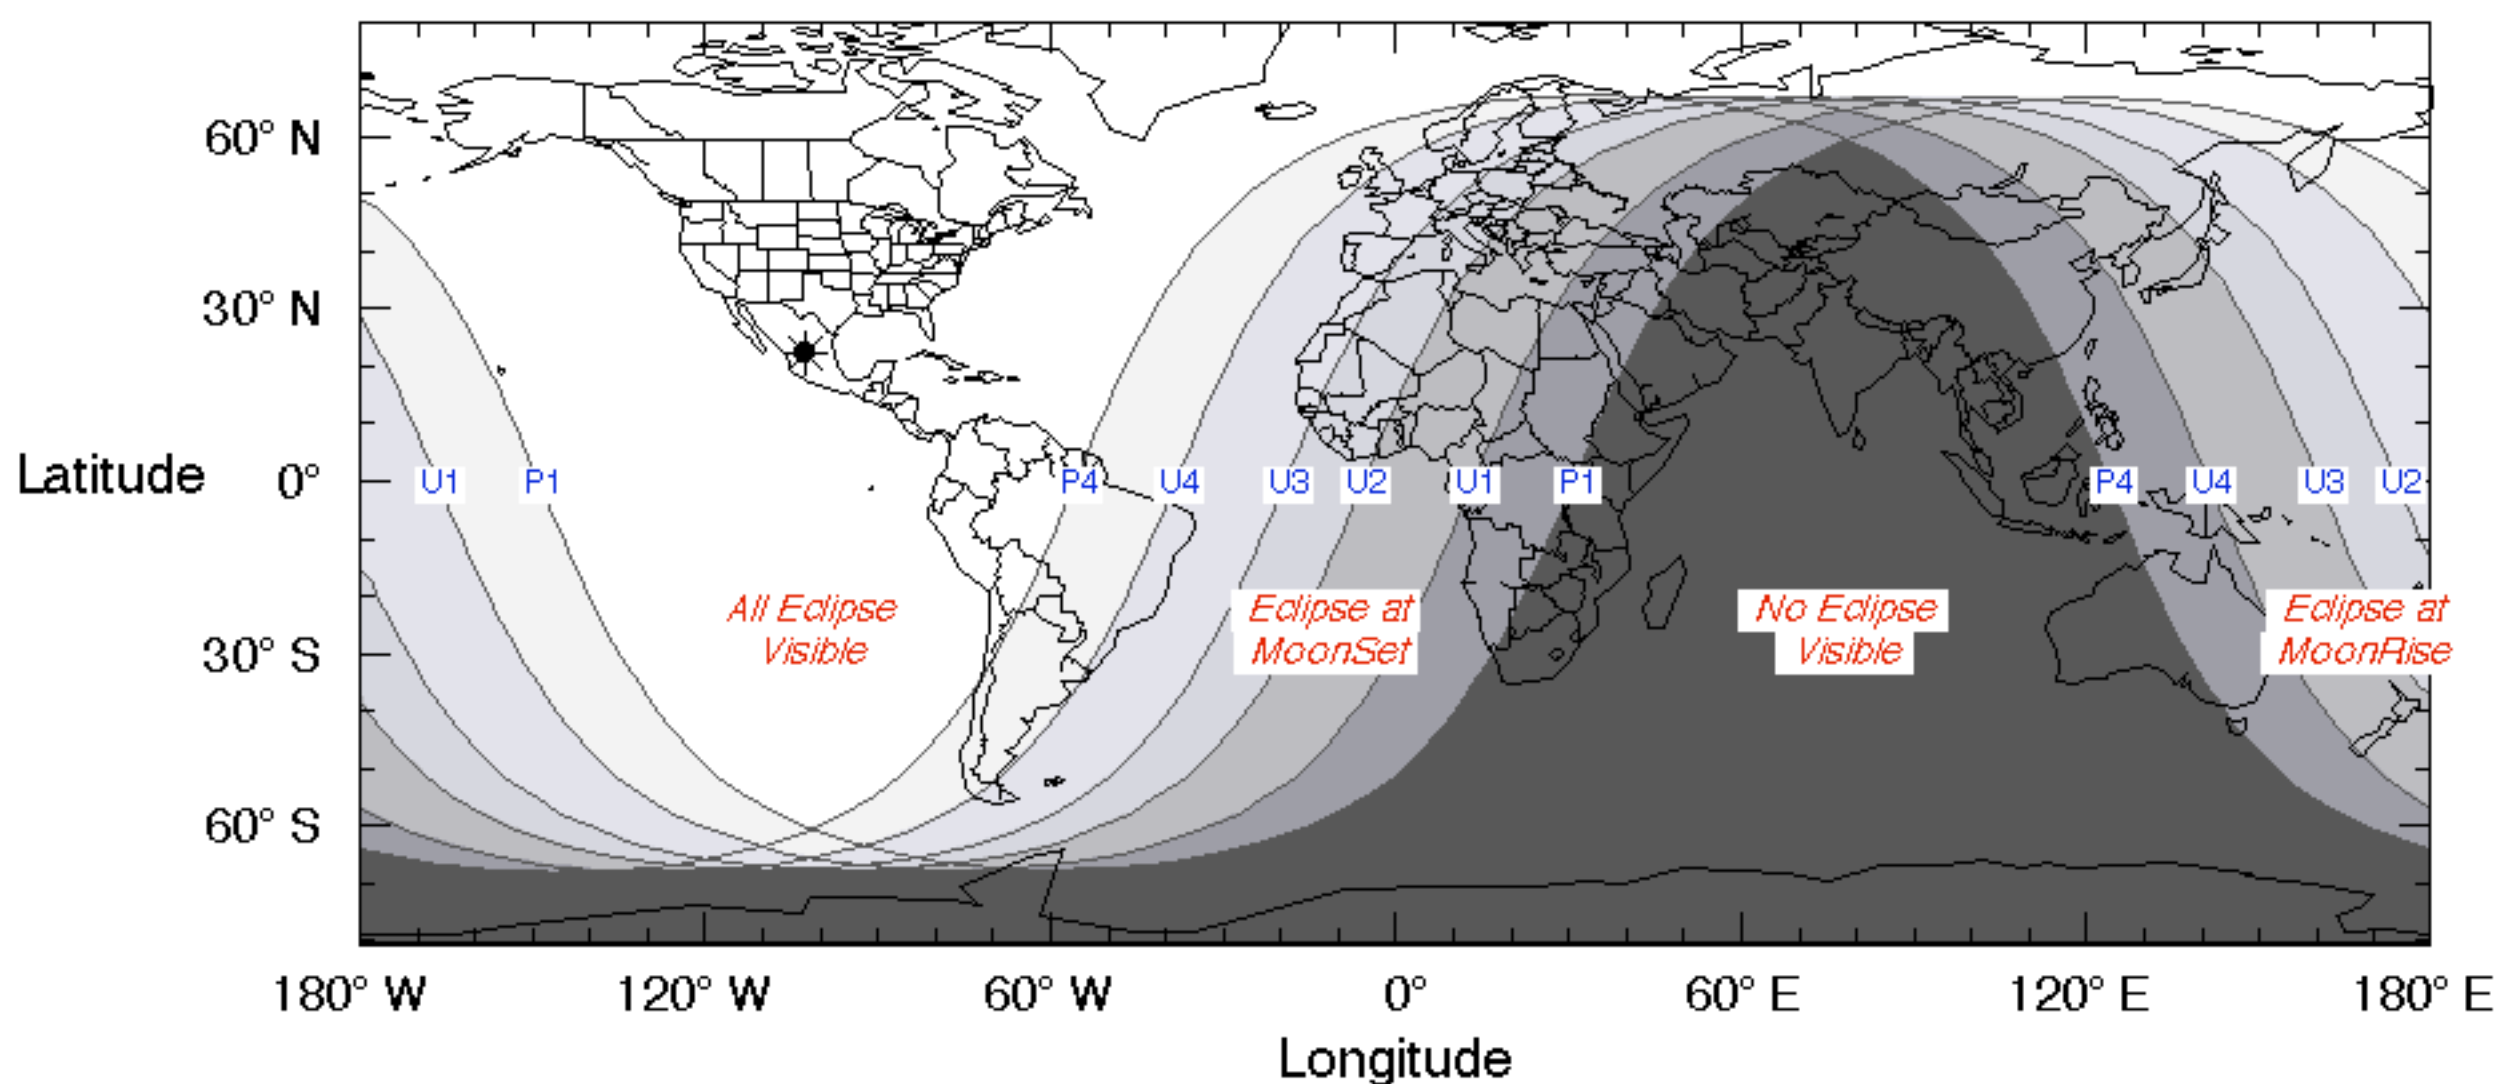 60° N
30° N
Latitude 0°
U1 P1 P4 U4 U3 U2 U1 P1 P4 U4 U3 U2
All Eclipse Visible
Eclipse at MoonSet
No Eclipse Visible
Eclipse at MoonRise
30° S
60° S
180° W 120° W 60° W 0° 60° E 120° E 180° E
Longitude